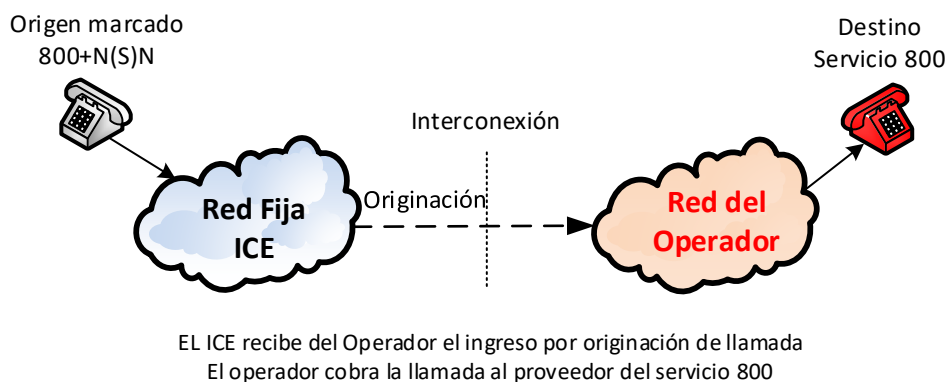 Origen marcado
800+N(S)N
Destino
Servicio 800
Interconexión
Originación
Red Fija
ICE
Red del
Operador
EL ICE recibe del Operador el ingreso por originación de llamada
El operador cobra la llamada al proveedor del servicio 800